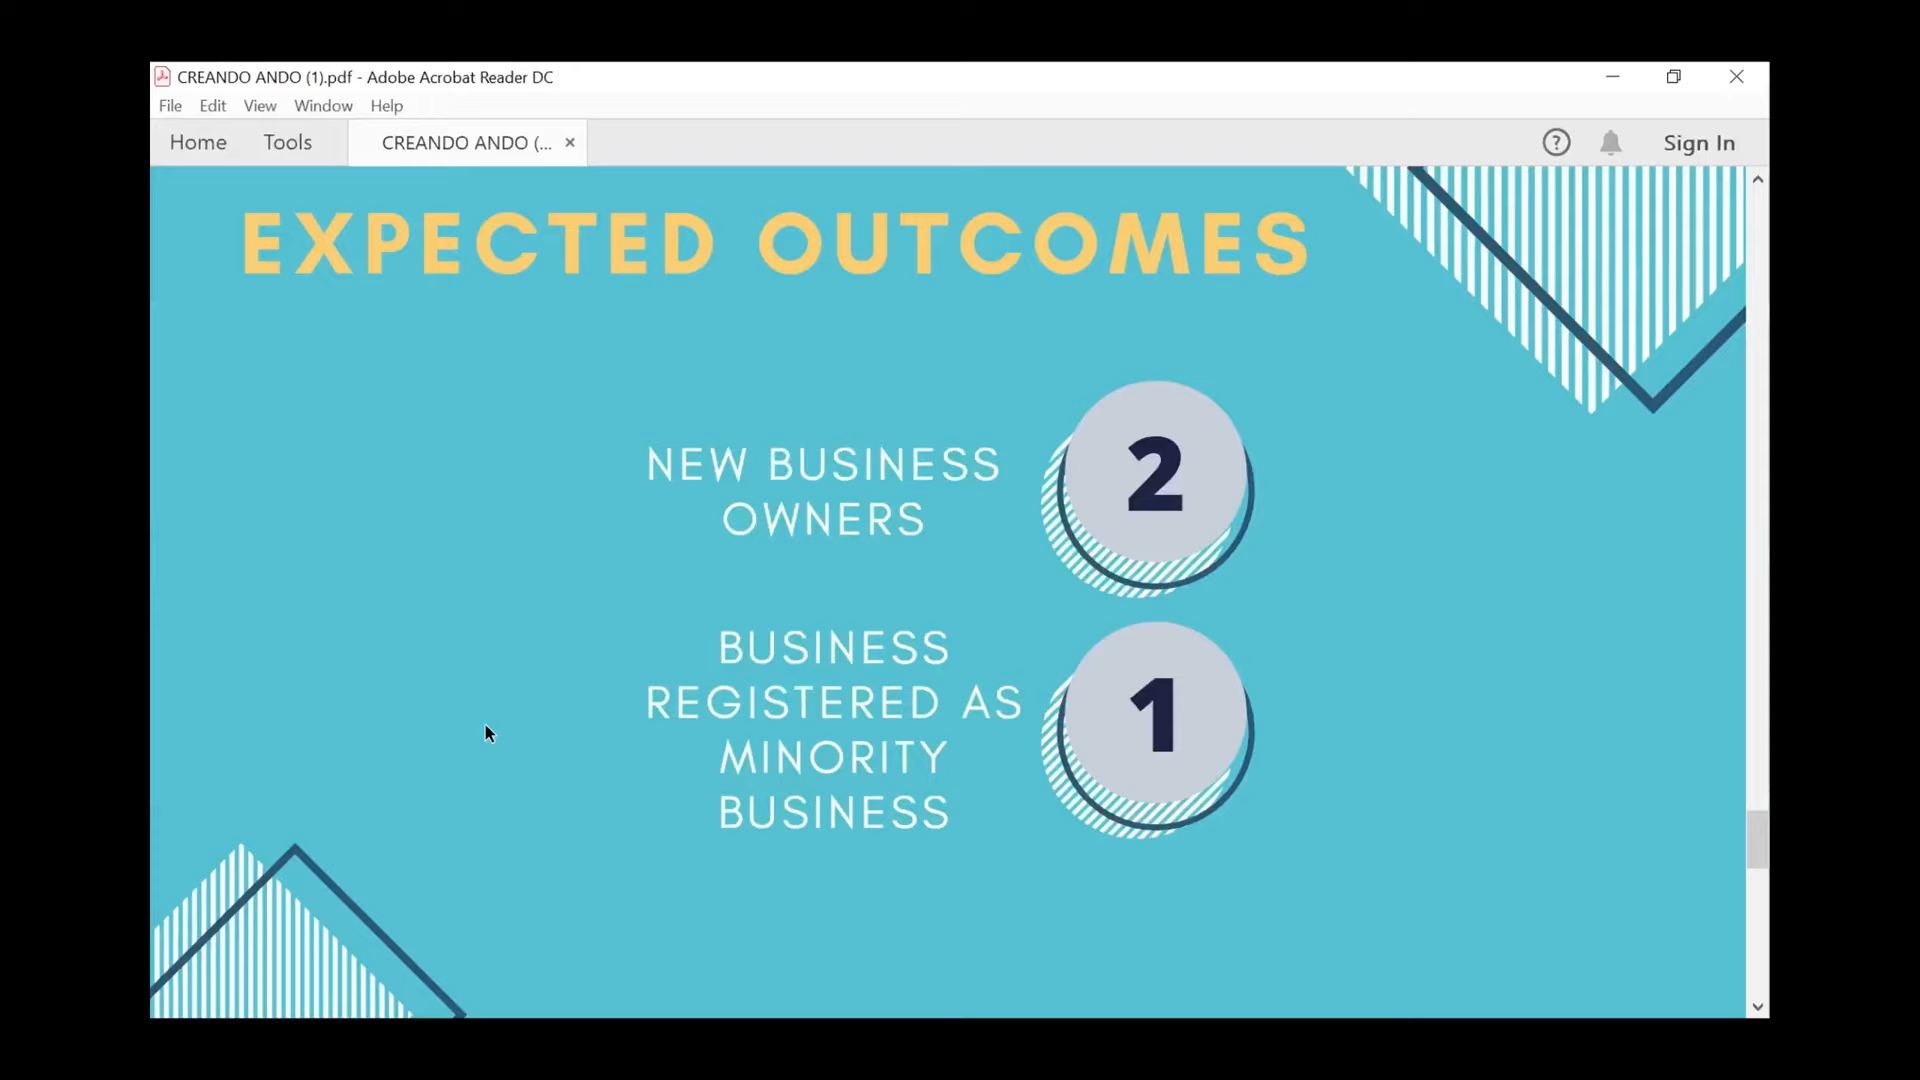 CREANDO ANDO (1).pdf - Adobe Acrobat Reader DC
File Edit View Window Help
Home Tools CREANDO ANDO (... × ? Sign In
EXPECTED OUTCOMES
NEW BUSINESS
OWNERS
2
BUSINESS
REGISTERED AS
MINORITY
BUSINESS
1